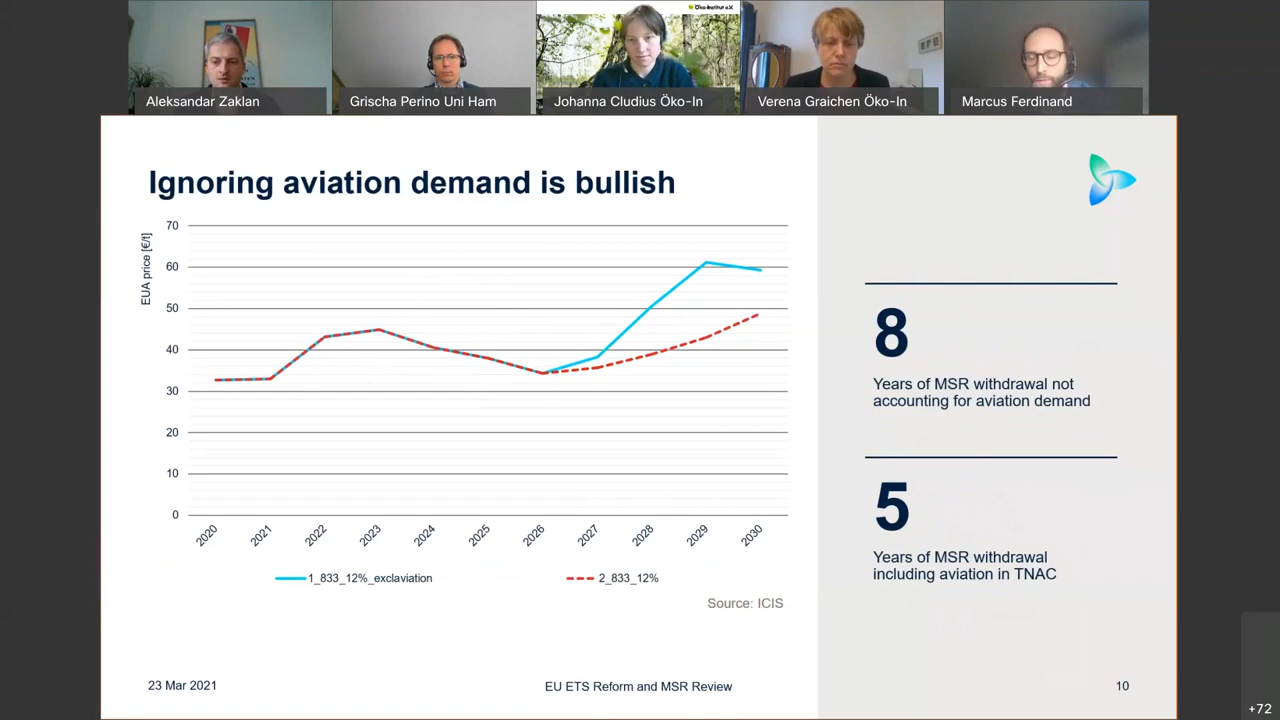 Öko-Institut e.V.
Aleksandar Zaklan
Grischa Perino Uni Ham
Johanna Cludius Öko-In
Verena Graichen Öko-In
Marcus Ferdinand
Ignoring aviation demand is bullish
EUA price [€/t]
70
60
50
40
30
20
10
0
2020
2021
2022
2023
2024
2025
2026
2027
2028
2029
2030
1_833_12%_exclaviation
2_833_12%
Source: ICIS
8
Years of MSR withdrawal not
accounting for aviation demand
5
Years of MSR withdrawal
including aviation in TNAC
23 Mar 2021
EU ETS Reform and MSR Review
10
+72